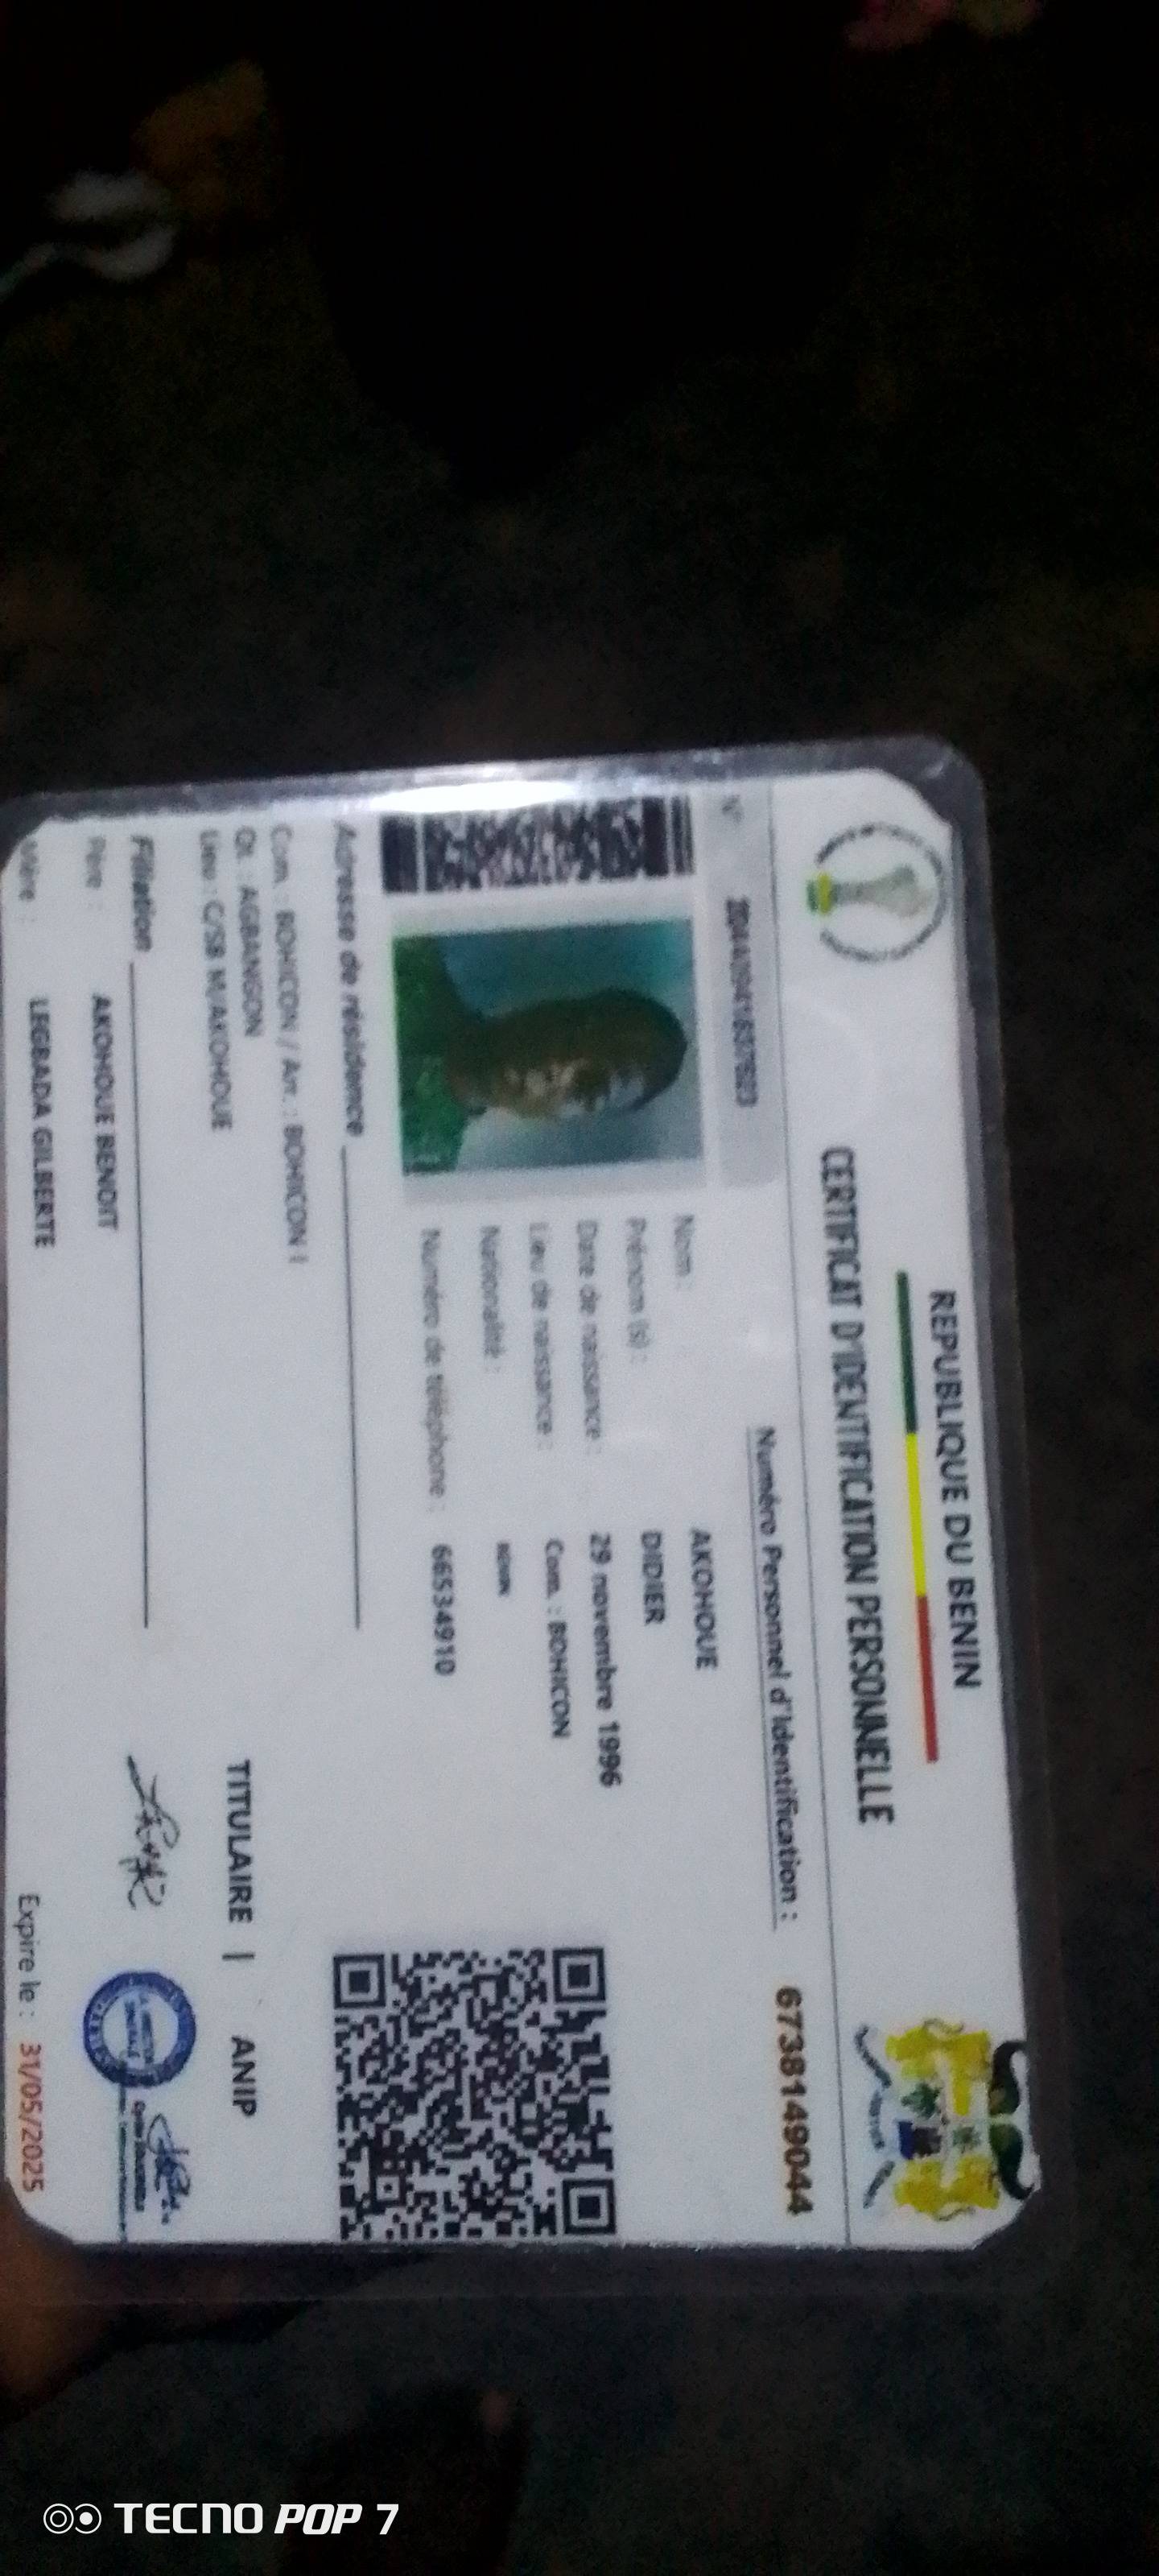 REPUBLIQUE DU BENIN
CERTIFICAT D'IDENTIFICATION PERSONNELLE
N°
Numéro Personnel d'Identification : 6738149044
Nom : AKOHOUE
Prénom (s) : DIDIER
Date de naissance : 29 novembre 1996
Lieu de naissance : Com. : BOHICON
Nationalité :
Numéro de téléphone : 66534910
Adresse de résidence
Com. : BOHICON / Arr. : BOHICON I
Qt. : AGBANGON
Lieu : C/SB M/AKOHOUE
TITULAIRE | ANIP
Filiation
Père : AKOHOUE BENOIT
Mère : LEGBADA GILBERTE
Expire le : 31/05/2025
TECNO POP 7